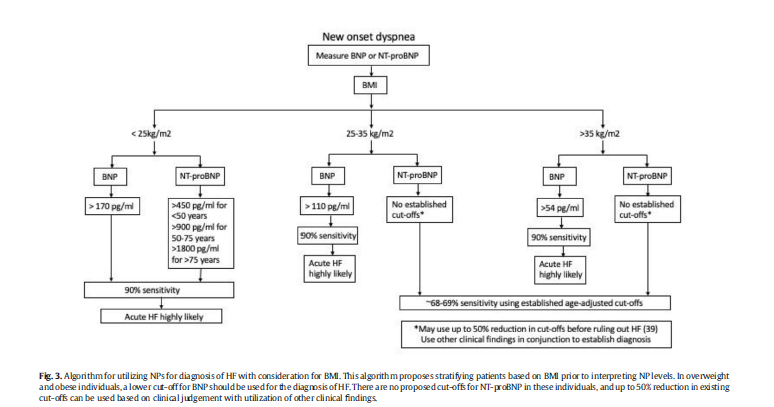 New onset dyspnea
Measure BNP or NT-proBNP
BMI
< 25kg/m2
25-35 kg/m2
>35 kg/m2
BNP
NT-proBNP
BNP
NT-proBNP
BNP
NT-proBNP
> 170 pg/ml
>450 pg/ml for
<50 years
>900 pg/ml for
50-75 years
>1800 pg/ml
for >75 years
> 110 pg/ml
No established
cut-offs*
>54 pg/ml
No established
cut-offs*
90% sensitivity
90% sensitivity
Acute HF
highly likely
Acute HF
highly likely
90% sensitivity
~68-69% sensitivity using established age-adjusted cut-offs
Acute HF highly likely
*May use up to 50% reduction in cut-offs before ruling out HF (39)
Use other clinical findings in conjunction to establish diagnosis
Fig. 3. Algorithm for utilizing NPs for diagnosis of HF with consideration for BMI. This algorithm proposes stratifying patients based on BMI prior to interpreting NP levels. In overweight
and obese individuals, a lower cut-off for BNP should be used for the diagnosis of HF. There are no proposed cut-offs for NT-proBNP in these individuals, and up to 50% reduction in existing
cut-offs can be used based on clinical judgement with utilization of other clinical findings.